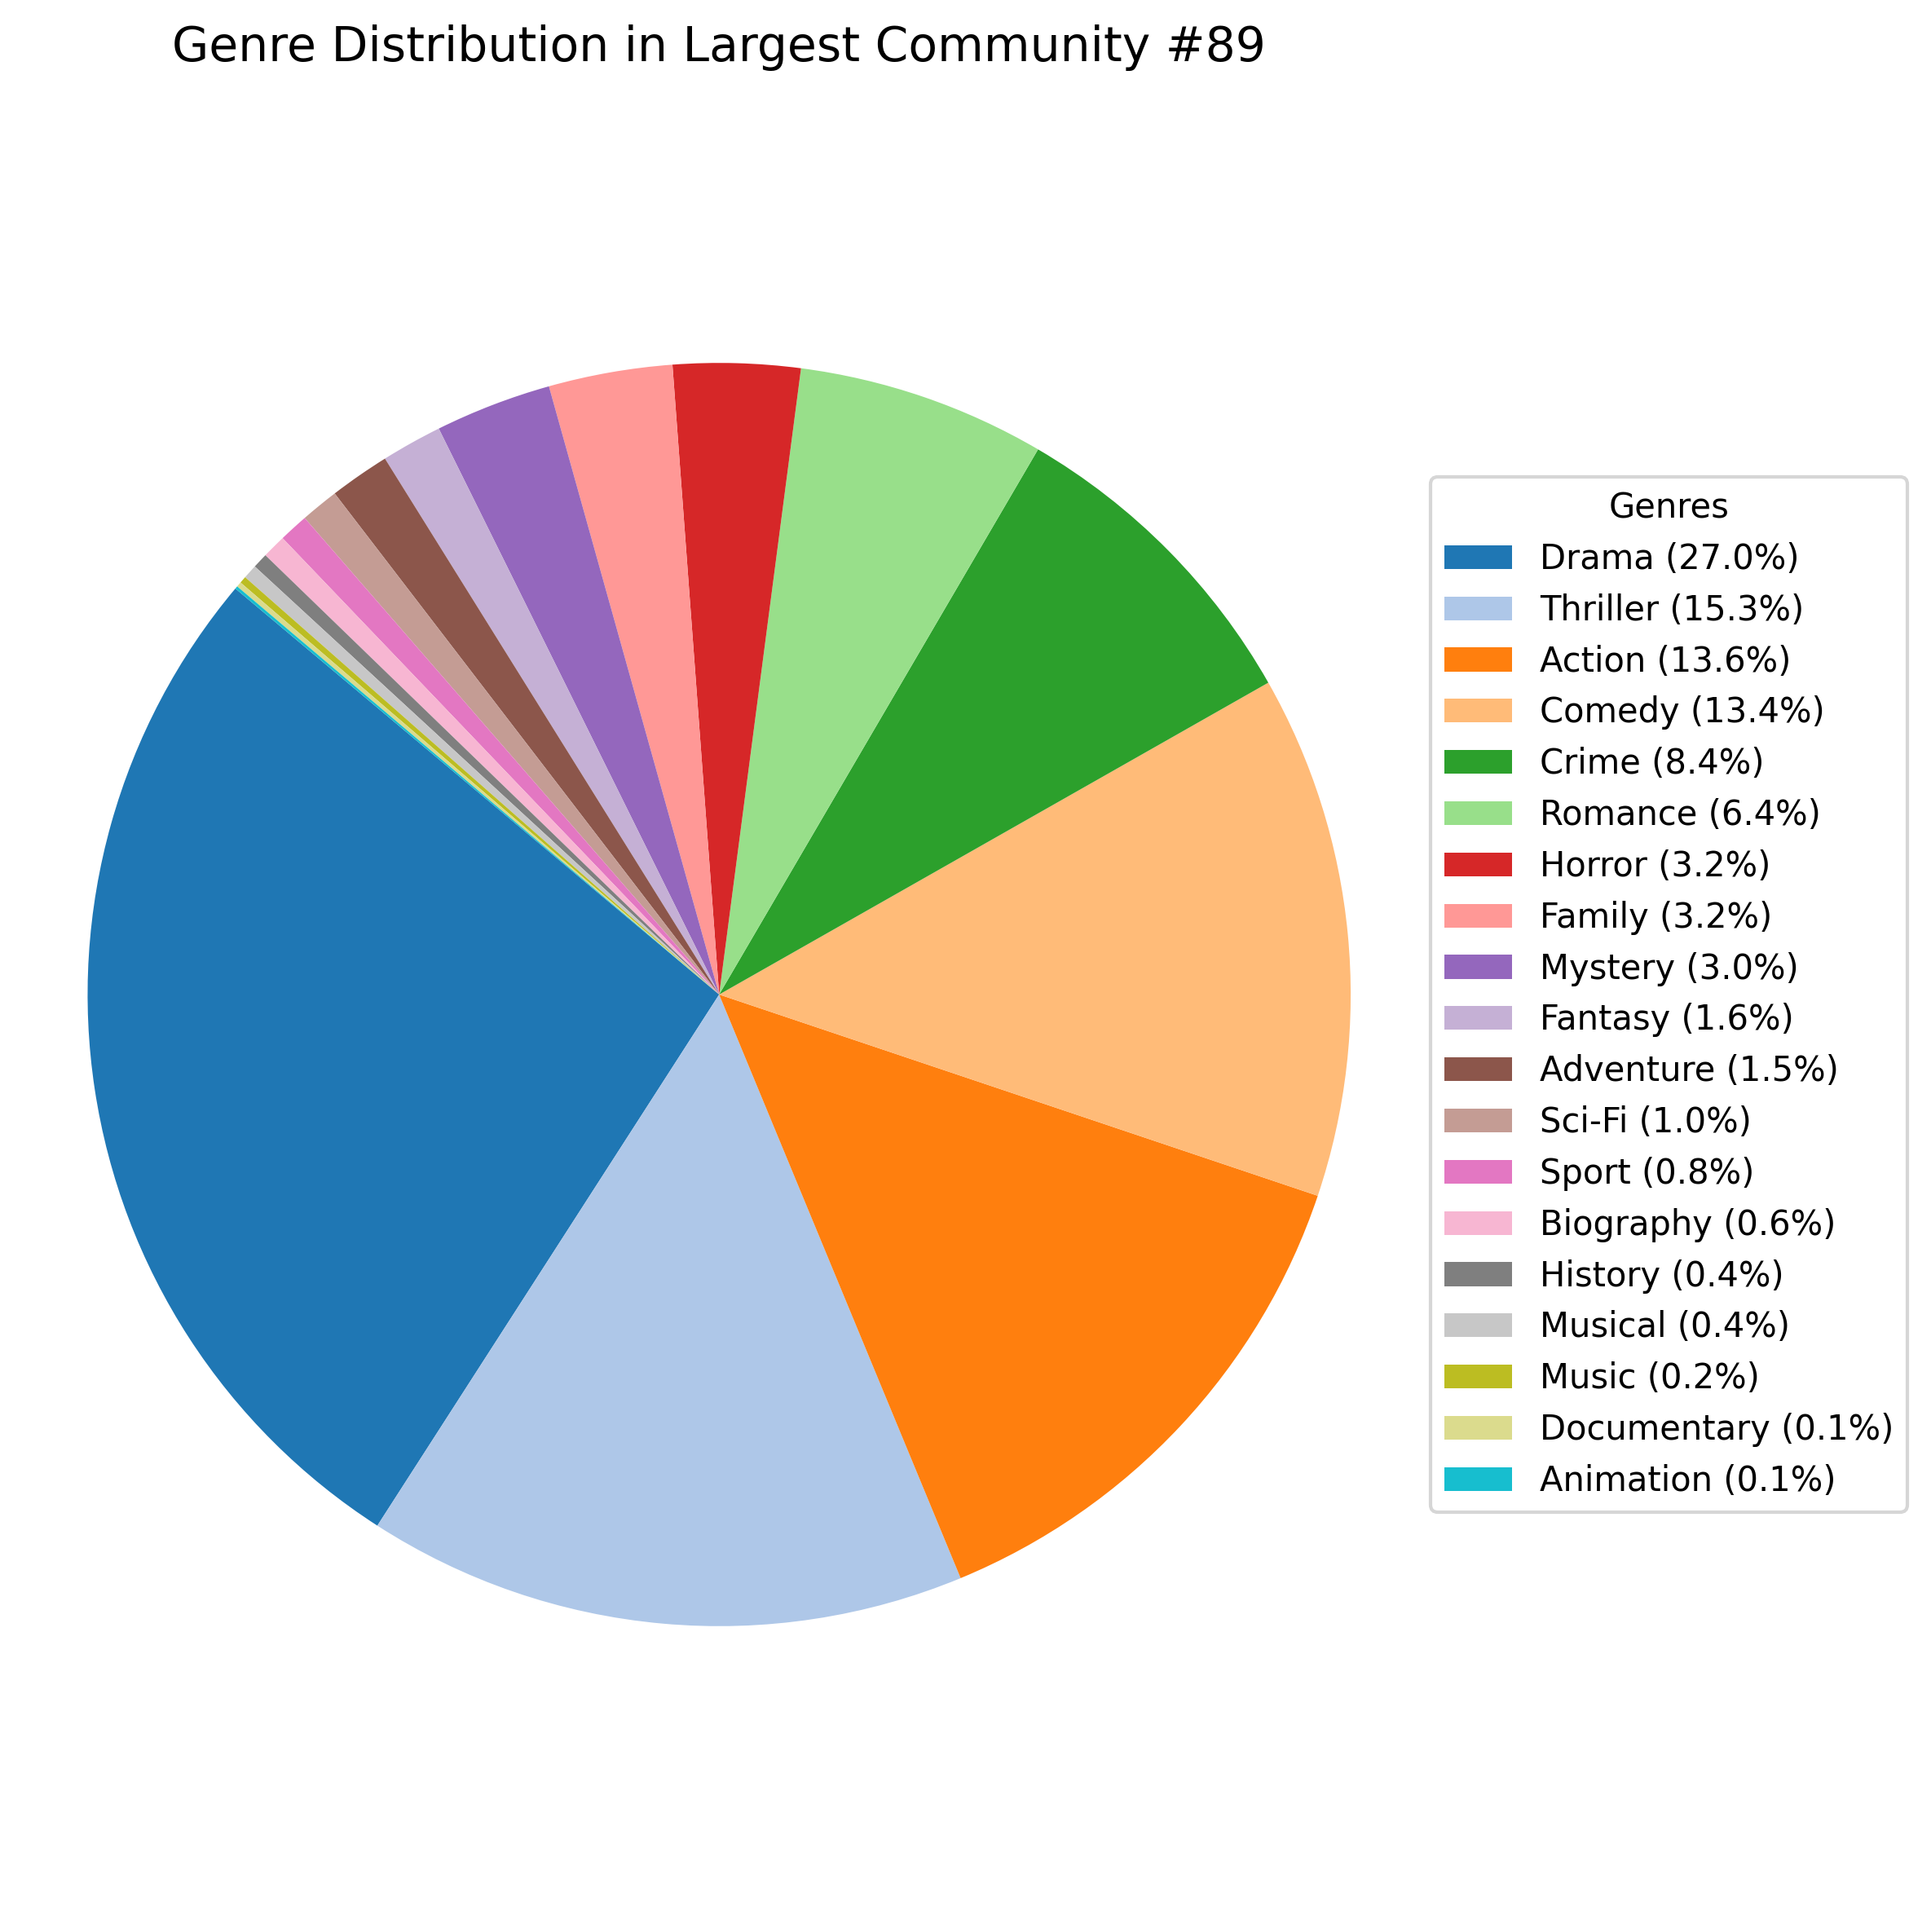 Genre Distribution in Largest Community #89
Genres
Drama (27.0%)
Thriller (15.3%)
Action (13.6%)
Comedy (13.4%)
Crime (8.4%)
Romance (6.4%)
Horror (3.2%)
Family (3.2%)
Mystery (3.0%)
Fantasy (1.6%)
Adventure (1.5%)
Sci-Fi (1.0%)
Sport (0.8%)
Biography (0.6%)
History (0.4%)
Musical (0.4%)
Music (0.2%)
Documentary (0.1%)
Animation (0.1%)